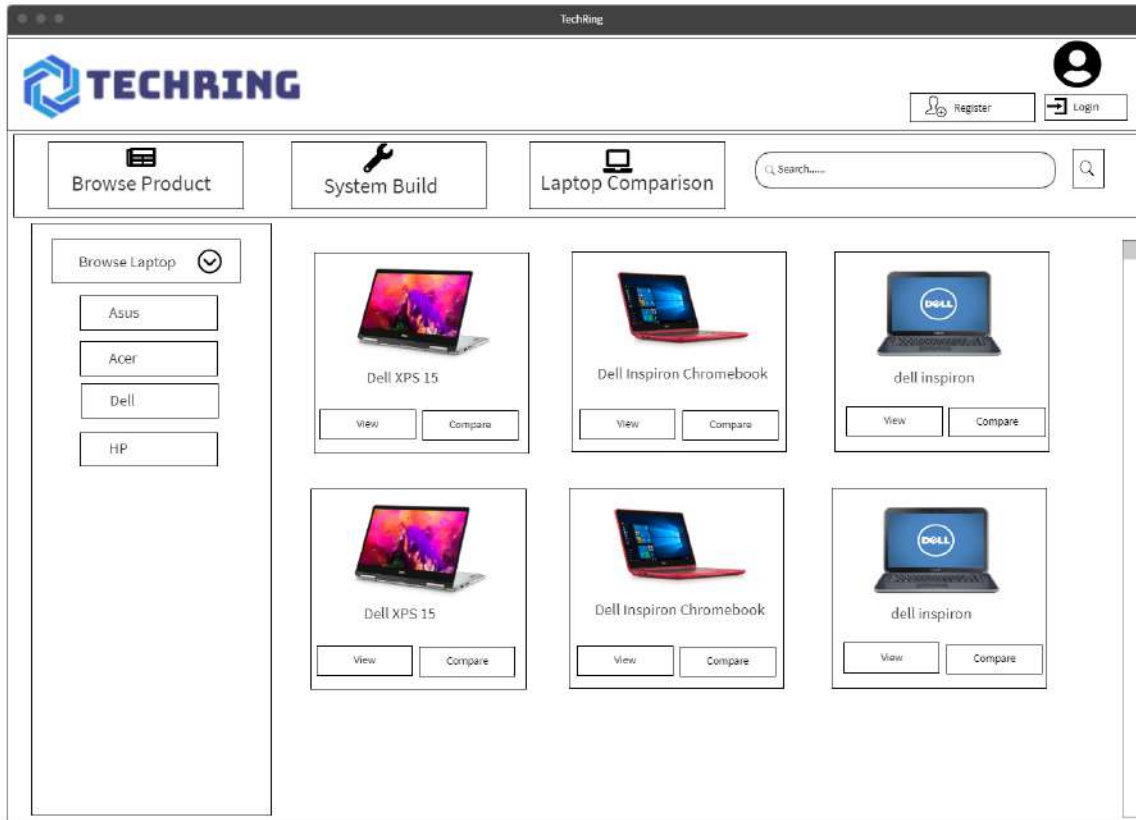 TechRing
TECHRING
Register
Login
Browse Product
System Build
Laptop Comparison
Search......
Browse Laptop
Asus
Acer
Dell
HP
Dell XPS 15
View
Compare
Dell Inspiron Chromebook
View
Compare
DELL
dell inspiron
View
Compare
Dell XPS 15
View
Compare
Dell Inspiron Chromebook
View
Compare
DELL
dell inspiron
View
Compare